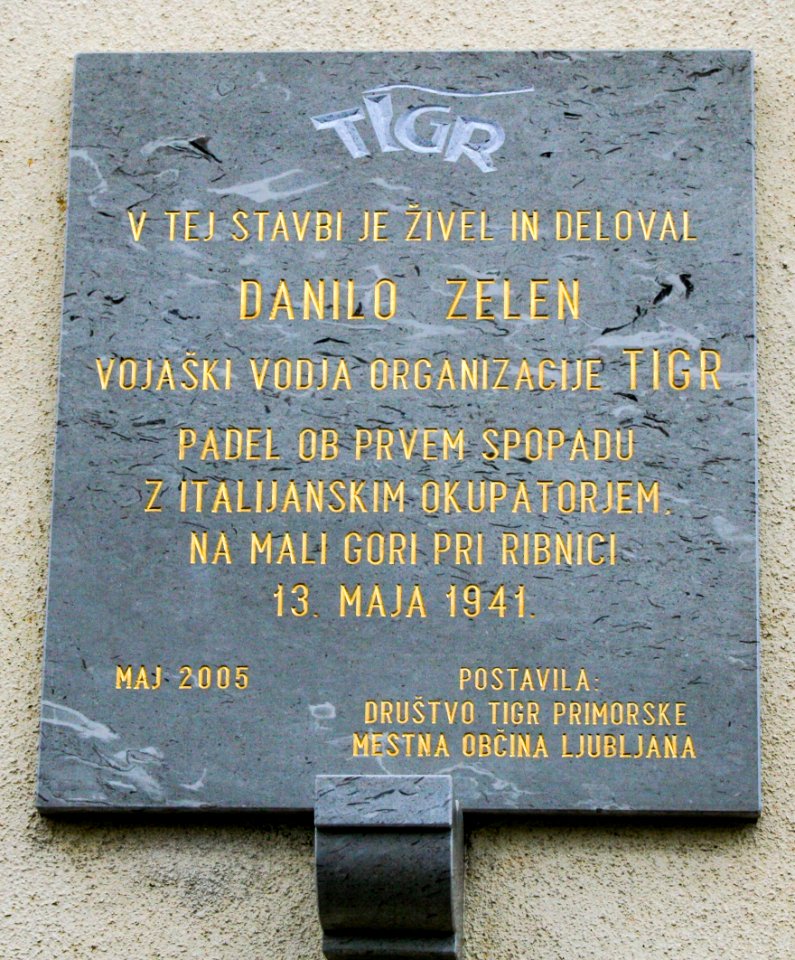 TIGR
V TEJ STAVBI JE ŽIVEL IN DELOVAL
DANILO ZELEN
VOJAŠKI VODJA ORGANIZACIJE TIGR
PADEL OB PRVEM SPOPADU
Z ITALIJANSKIM OKUPATORJEM,
NA MALI GORI PRI RIBNICI
13. MAJA 1941.
MAJ 2005
POSTAVILA:
DRUŠTVO TIGR PRIMORSKE
MESTNA OBČINA LJUBLJANA